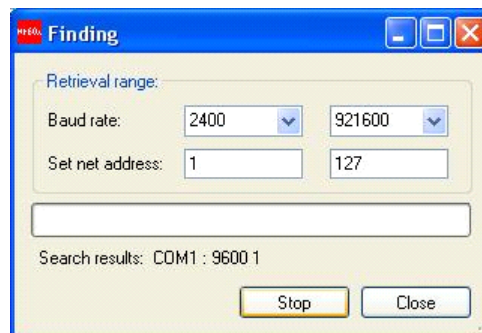 Finding
Retrieval range:
Baud rate: 2400 921600
Set net address: 1 127
Search results: COM1 : 9600 1
Stop Close